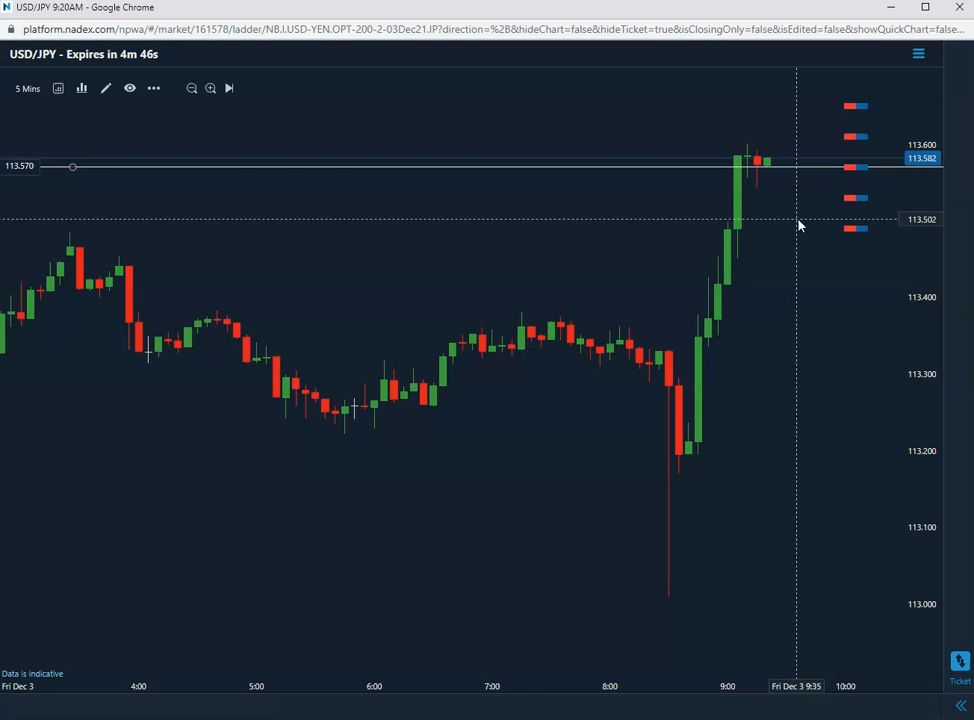 USD/JPY 9:20AM - Google Chrome
platform.nadex.com/npwa/#/market/161578/ladder/NB.I.USD-YEN.OPT-200-2-03Dec21.IP?direction=%2B&hideChart=false&hideTicket=true&isClosingOnly=false&isEdited=false&showQuickChart=false...
USD/JPY - Expires in 4m 46s
5 Mins
113.600
113.582
113.570
113.502
113.400
113.300
113.200
113.100
113.000
Data is indicative
Ticket
Fri Dec 3 4:00 5:00 6:00 7:00 8:00 9:00 Fri Dec 3 9:35 10:00